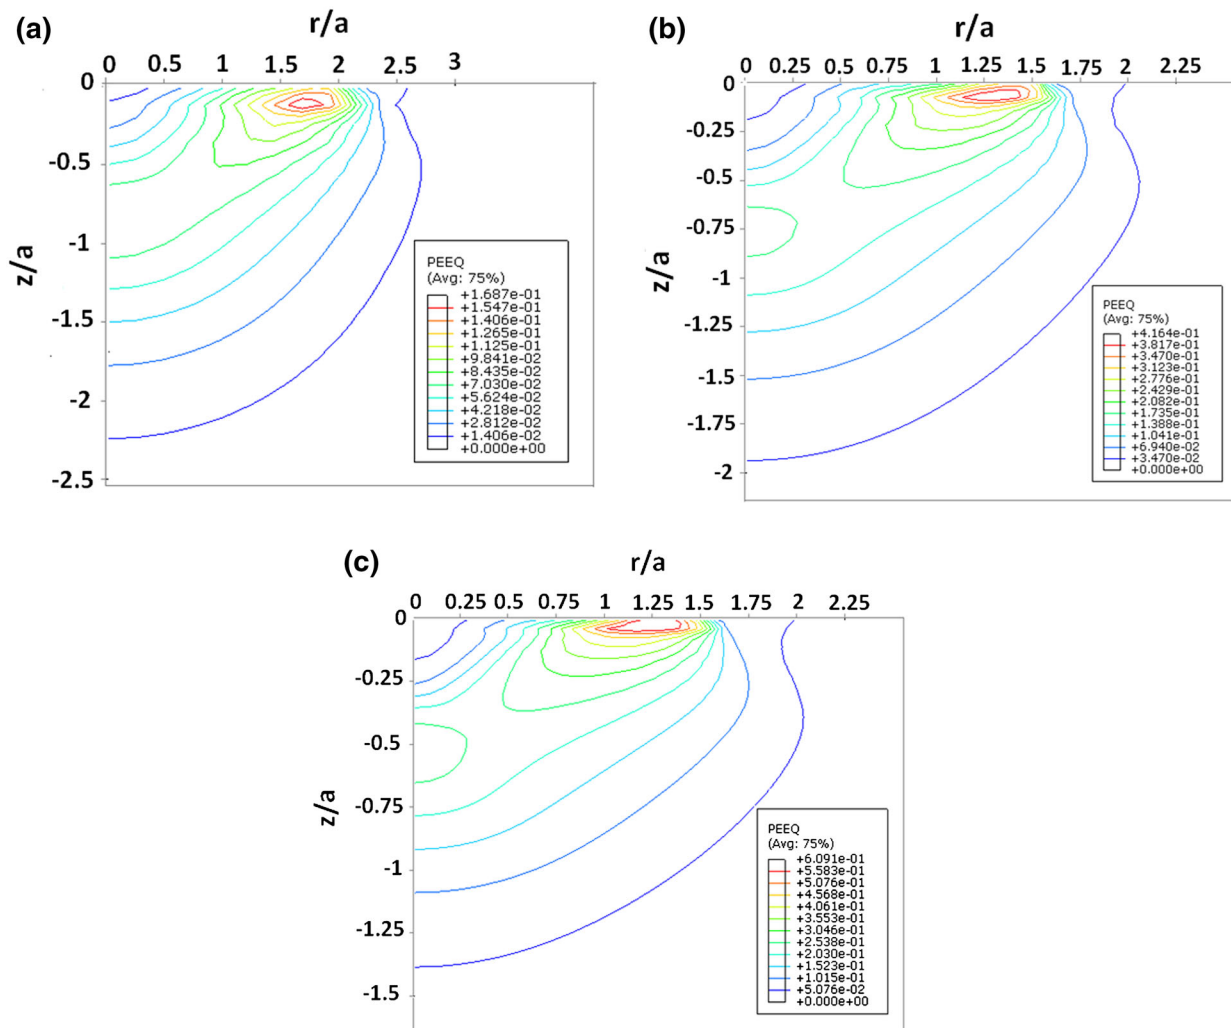 (a)
r/a
0 0.5 1 1.5 2 2.5 3
0
-0.5
-1
-1.5
-2
-2.5
z/a
PEEQ
(Avg: 75%)
+1.687e-01
+1.547e-01
+1.406e-01
+1.265e-01
+1.125e-01
+9.841e-02
+8.435e-02
+7.030e-02
+5.624e-02
+4.218e-02
+2.812e-02
+1.406e-02
+0.000e+00
(b)
r/a
0 0.25 0.5 0.75 1 1.25 1.5 1.75 2 2.25
0
-0.25
-0.5
-0.75
-1
-1.25
-1.5
-1.75
-2
z/a
PEEQ
(Avg: 75%)
+4.164e-01
+3.817e-01
+3.470e-01
+3.123e-01
+2.776e-01
+2.429e-01
+2.082e-01
+1.735e-01
+1.388e-01
+1.041e-01
+6.940e-02
+3.470e-02
+0.000e+00
(c)
r/a
0 0.25 0.5 0.75 1 1.25 1.5 1.75 2 2.25
0
-0.25
-0.5
-0.75
-1
-1.25
-1.5
z/a
PEEQ
(Avg: 75%)
+6.091e-01
+5.583e-01
+5.076e-01
+4.568e-01
+4.061e-01
+3.553e-01
+3.046e-01
+2.538e-01
+2.030e-01
+1.523e-01
+1.015e-01
+5.076e-02
+0.000e+00